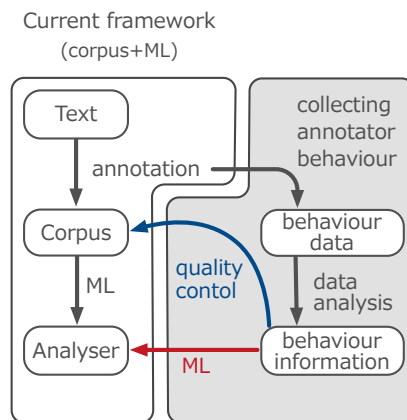 Current framework
(corpus+ML)
Text
collecting
annotator
behaviour
annotation
Corpus
behaviour
data
quality
contol
ML
data
analysis
Analyser
ML
behaviour
information